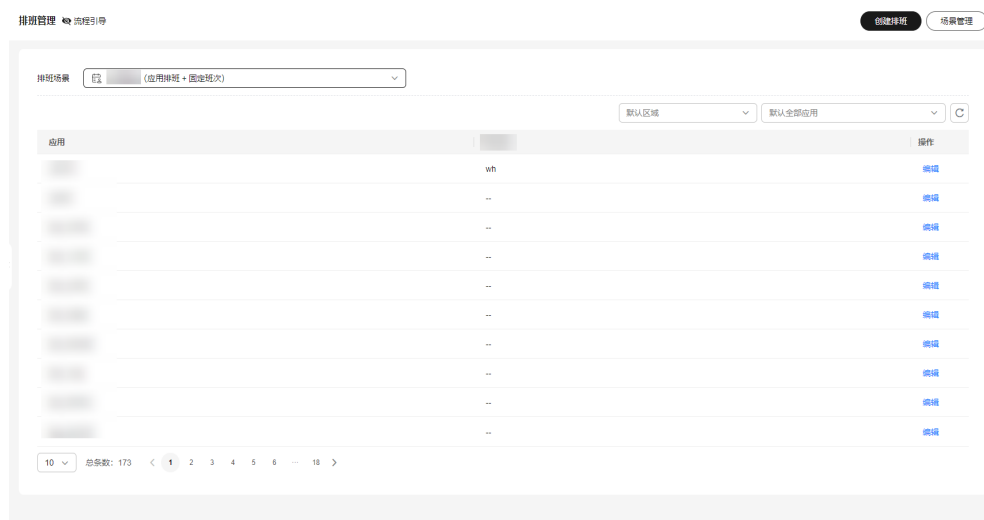 排班管理 流程引导 创建排班 场景管理
排班场景 (应用排班 + 固定班次)
默认区域 默认全部应用
应用 操作
wh 编辑
-- 编辑
-- 编辑
-- 编辑
-- 编辑
-- 编辑
-- 编辑
-- 编辑
-- 编辑
-- 编辑
10 总条数: 173 < 1 2 3 4 5 6 ... 18 >